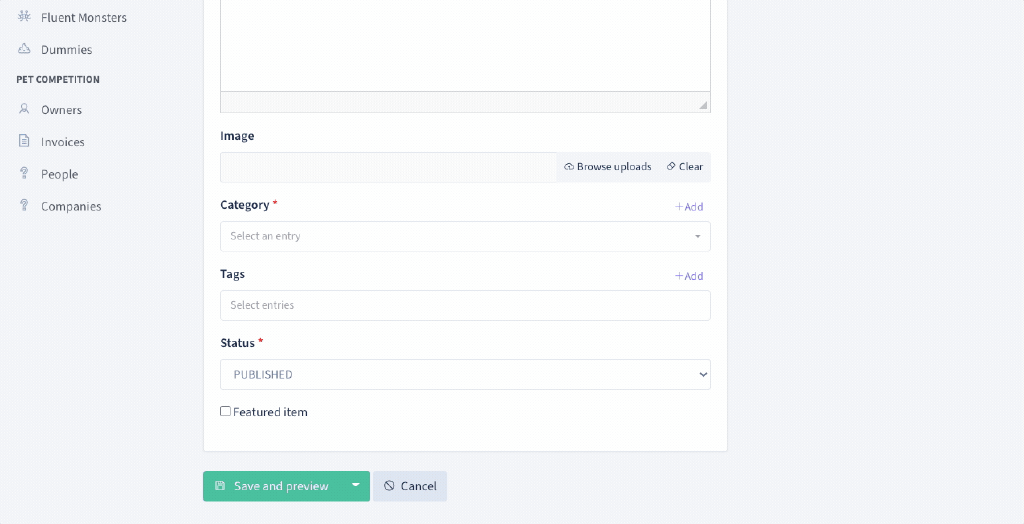 Fluent Monsters
Dummies
PET COMPETITION
Owners
Invoices
People
Companies
Image
Browse uploads Clear
Category * +Add
Select an entry
Tags +Add
Select entries
Status *
PUBLISHED
Featured item
Save and preview Cancel